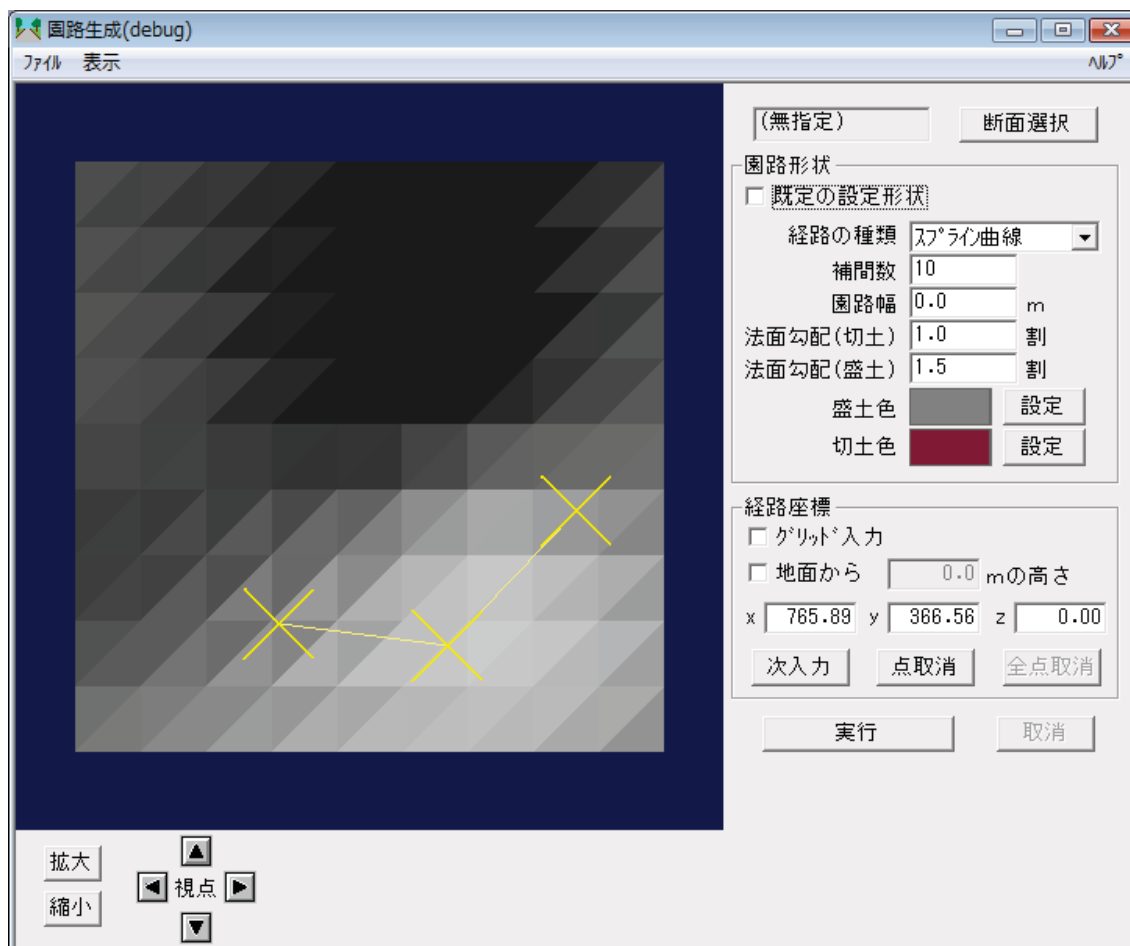 園路生成(debug)
ﾌｧｲﾙ 表示 ﾍﾙﾌﾟ
(無指定) 断面選択
園路形状
既定の設定形状
経路の種類 ｽﾌﾟﾗｲﾝ曲線
補間数 10
園路幅 0.0 m
法面勾配(切土) 1.0 割
法面勾配(盛土) 1.5 割
盛土色 設定
切土色 設定
経路座標
ｸﾞﾘｯﾄﾞ入力
地面から 0.0 mの高さ
x 765.89 y 366.56 z 0.00
次入力 点取消 全点取消
実行 取消
拡大
視点
縮小